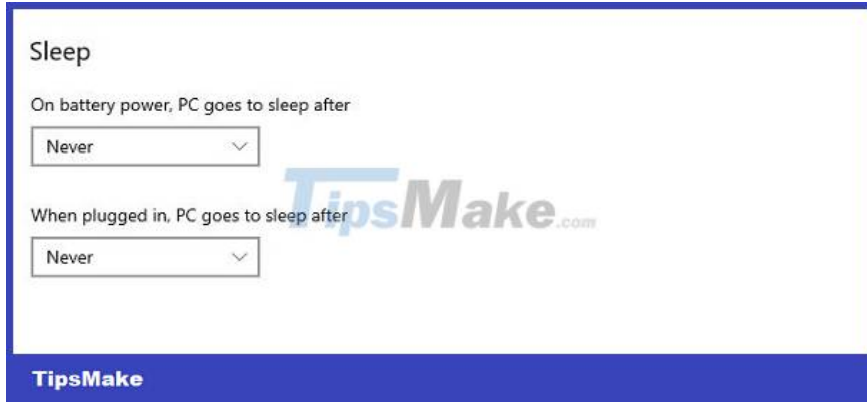 Sleep
On battery power, PC goes to sleep after
Never
TipsMake.com
When plugged in, PC goes to sleep after
Never
TipsMake